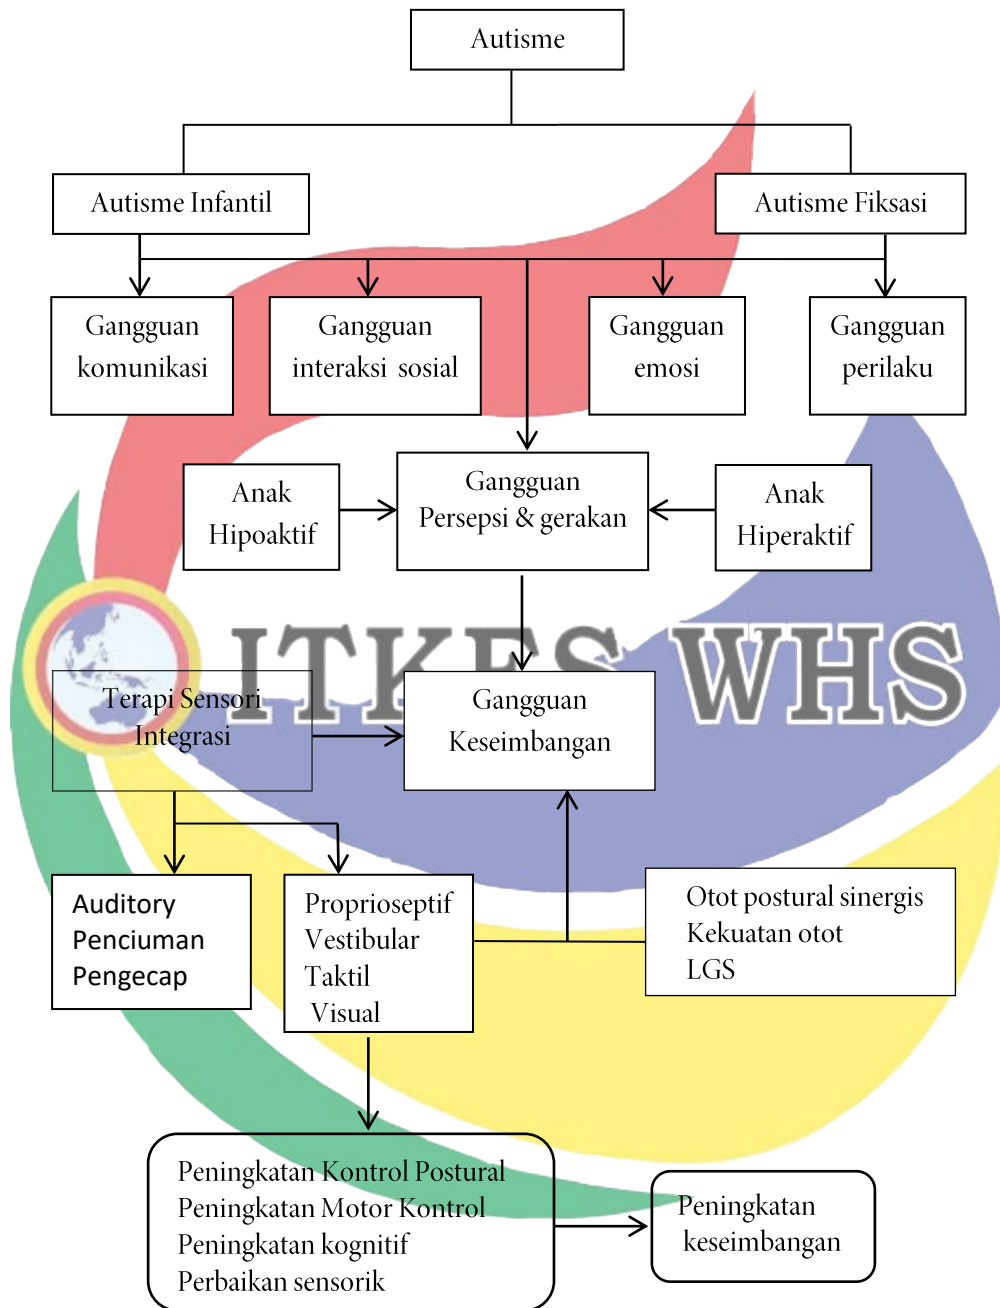 Autisme
Autisme Infantil
Autisme Fiksasi
Gangguan
komunikasi
Gangguan
interaksi sosial
Gangguan
emosi
Gangguan
perilaku
Anak
Hipoaktif
Gangguan
Persepsi & gerakan
Anak
Hiperaktif
ITKES WHS
Terapi Sensori
Integrasi
Gangguan
Keseimbangan
Auditory
Penciuman
Pengecap
Proprioseptif
Vestibular
Taktil
Visual
Otot postural sinergis
Kekuatan otot
LGS
Peningkatan Kontrol Postural
Peningkatan Motor Kontrol
Peningkatan kognitif
Perbaikan sensorik
Peningkatan
keseimbangan